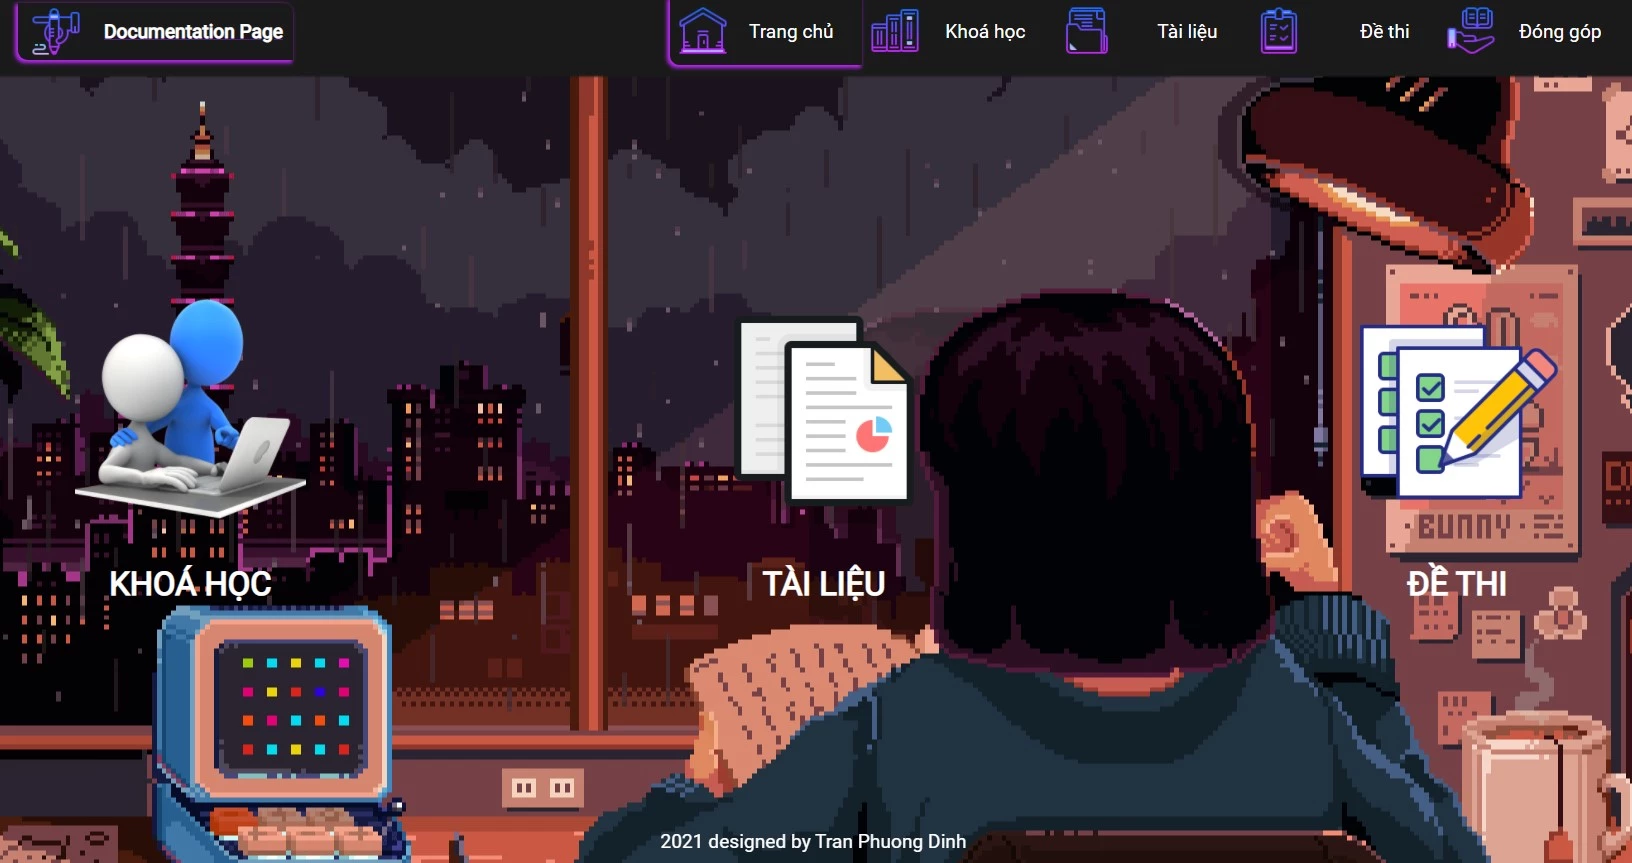 Documentation Page
Trang chủ
Khoá học
Tài liệu
Đề thi
Đóng góp
KHOÁ HỌC
TÀI LIỆU
ĐỀ THI
BUNNY
2021 designed by Tran Phuong Dinh